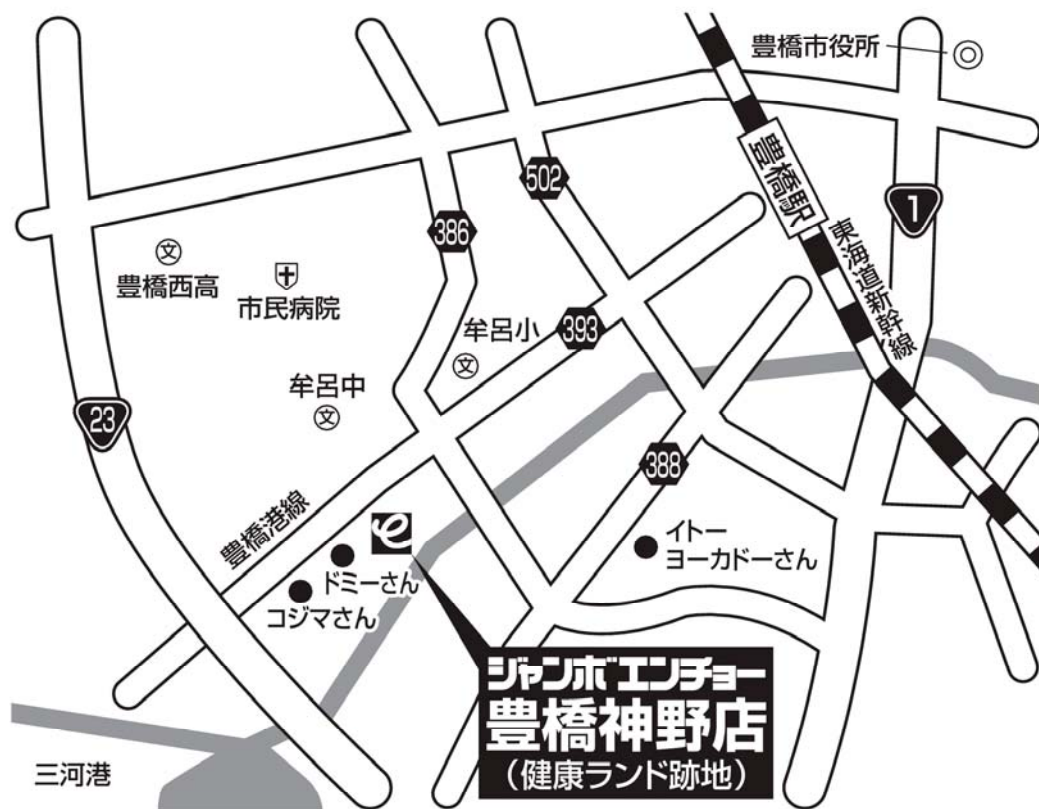 豊橋市役所
豊橋駅
502
1
386
東海道新幹線
文
豊橋西高
市民病院
牟呂小
393
文
牟呂中
文
23
388
豊橋港線
e
イトー
ヨーカドーさん
ドミーさん
コジマさん
ジャンボエンチョー
豊橋神野店
(健康ランド跡地)
三河港